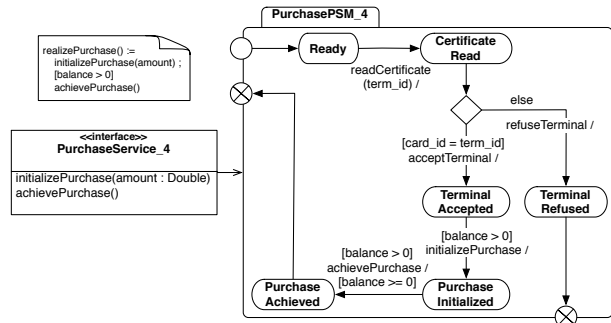 PurchasePSM_4
realizePurchase() :=
initializePurchase(amount) ;
[balance > 0]
achievePurchase()
<<interface>>
PurchaseService_4
initializePurchase(amount : Double)
achievePurchase()
Ready
readCertificate
(term_id) /
Certificate
Read
else
refuseTerminal /
[card_id = term_id]
acceptTerminal /
Terminal
Accepted
Terminal
Refused
[balance > 0]
initializePurchase /
[balance > 0]
achievePurchase /
[balance >= 0]
Purchase
Achieved
Purchase
Initialized